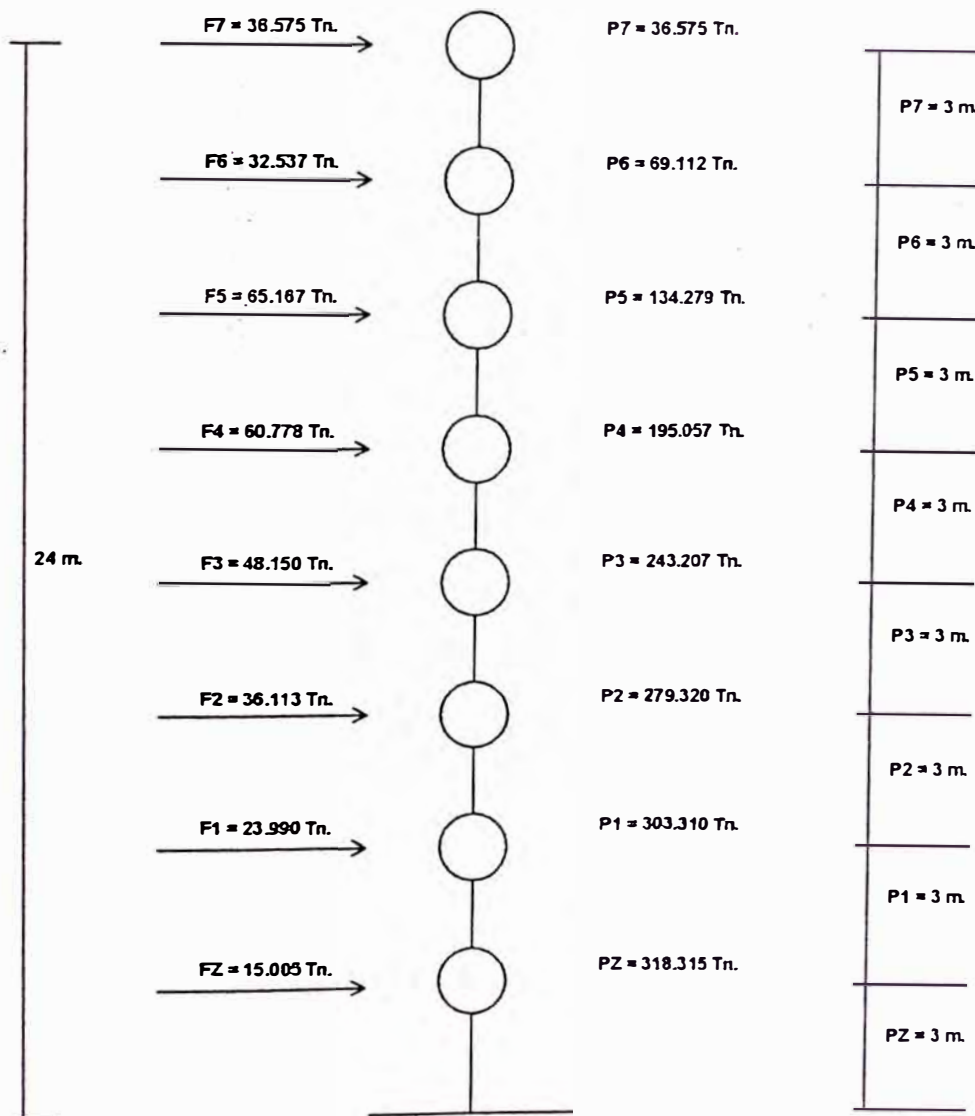 F7 = 36.575 Tn.
P7 = 36.575 Tn.
P7 = 3 m.
F6 = 32.537 Tn.
P6 = 69.112 Tn.
P6 = 3 m.
F5 = 65.167 Tn.
P5 = 134.279 Tn.
P5 = 3 m.
F4 = 60.778 Tn.
P4 = 195.057 Tn.
P4 = 3 m.
24 m.
F3 = 48.150 Tn.
P3 = 243.207 Tn.
P3 = 3 m.
F2 = 36.113 Tn.
P2 = 279.320 Tn.
P2 = 3 m.
F1 = 23.990 Tn.
P1 = 303.310 Tn.
P1 = 3 m.
FZ = 15.005 Tn.
PZ = 318.315 Tn.
PZ = 3 m.